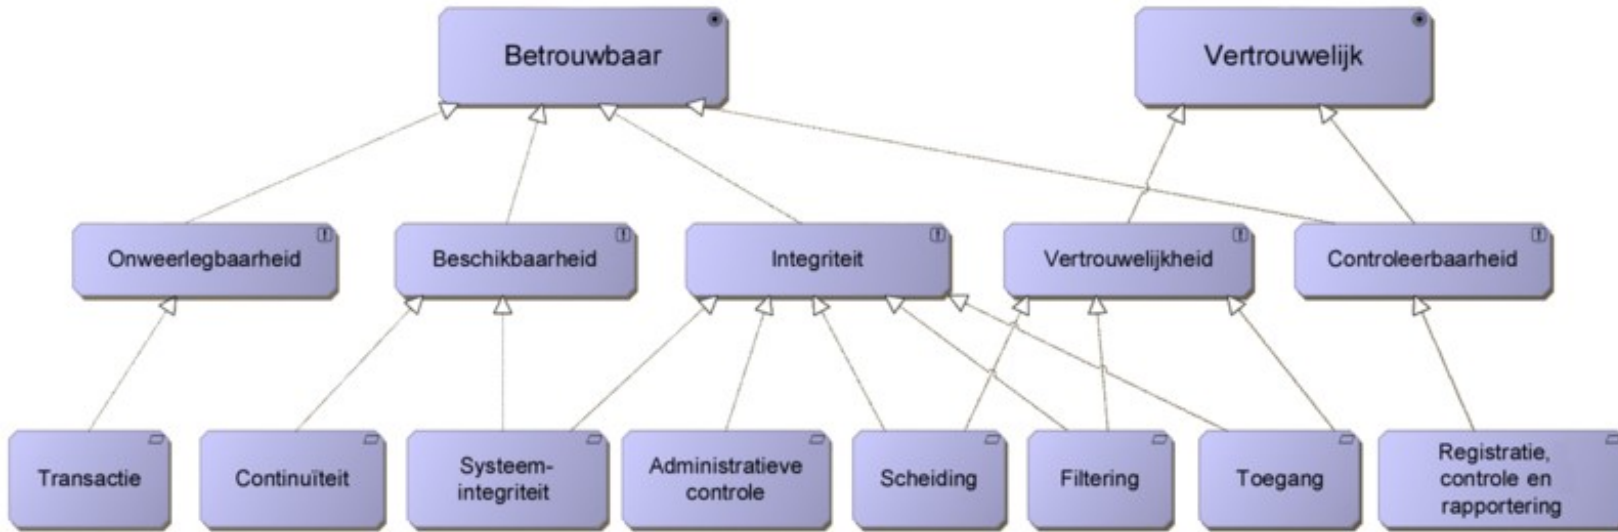 Betrouwbaar
Vertrouwelijk
Onweerlegbaarheid
Beschikbaarheid
Integriteit
Vertrouwelijkheid
Controleerbaarheid
Transactie
Continuïteit
Systeem-
integriteit
Administratieve
controle
Scheiding
Filtering
Toegang
Registratie,
controle en
rapportering